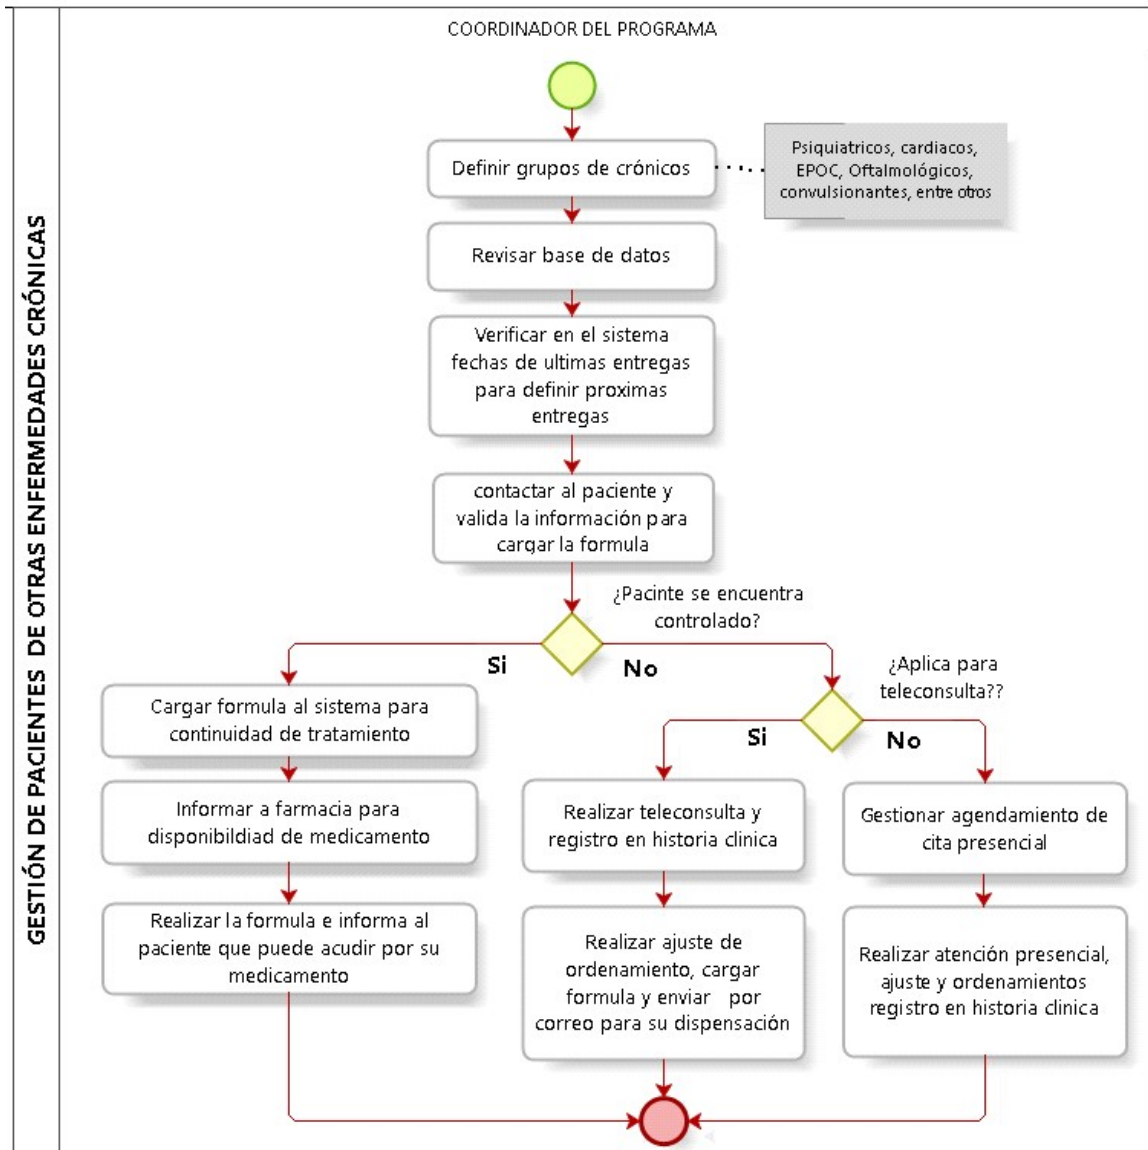 COORDINADOR DEL PROGRAMA
GESTIÓN DE PACIENTES DE OTRAS ENFERMEDADES CRÓNICAS
Definir grupos de crónicos
Psiquiatricos, cardiacos,
EPOC, Oftalmológicos,
convulsionantes, entre otros
Revisar base de datos
Verificar en el sistema
fechas de ultimas entregas
para definir proximas
entregas
contactar al paciente y
valida la información para
cargar la formula
¿Pacinte se encuentra
controlado?
Si
No
¿Aplica para
teleconsulta??
Si
No
Cargar formula al sistema para
continuidad de tratamiento
Informar a farmacia para
disponibildiad de medicamento
Realizar la formula e informa al
paciente que puede acudir por su
medicamento
Realizar teleconsulta y
registro en historia clinica
Realizar ajuste de
ordenamiento, cargar
formula y enviar por
correo para su dispensación
Gestionar agendamiento de
cita presencial
Realizar atención presencial,
ajuste y ordenamientos
registro en historia clinica